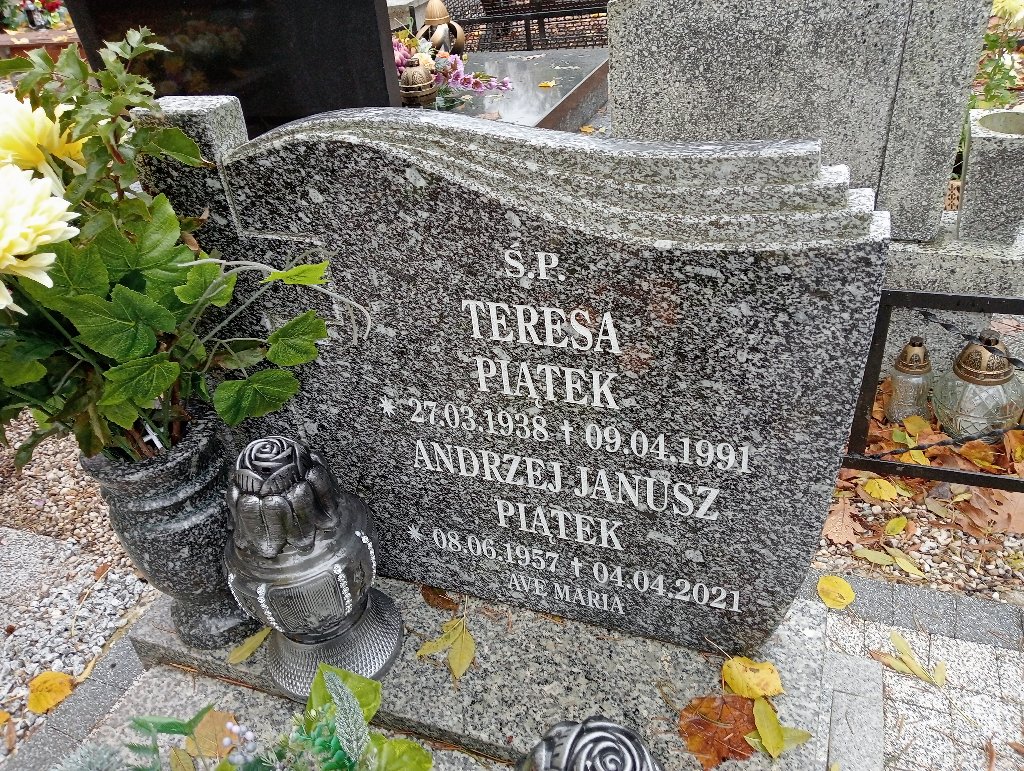 Ś.P.
TERESA
PIĄTEK
* 27.03.1938 † 09.04.1991
ANDRZEJ JANUSZ
PIĄTEK
* 08.06.1957 † 04.04.2021
AVE MARIA